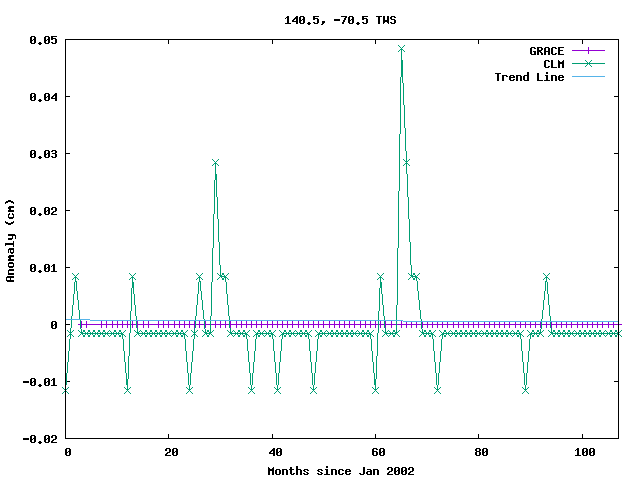 140.5, -70.5 TWS
GRACE
CLM
Trend Line
0.05
0.04
0.03
0.02
0.01
0
-0.01
-0.02
Anomaly (cm)
0 20 40 60 80 100
Months since Jan 2002